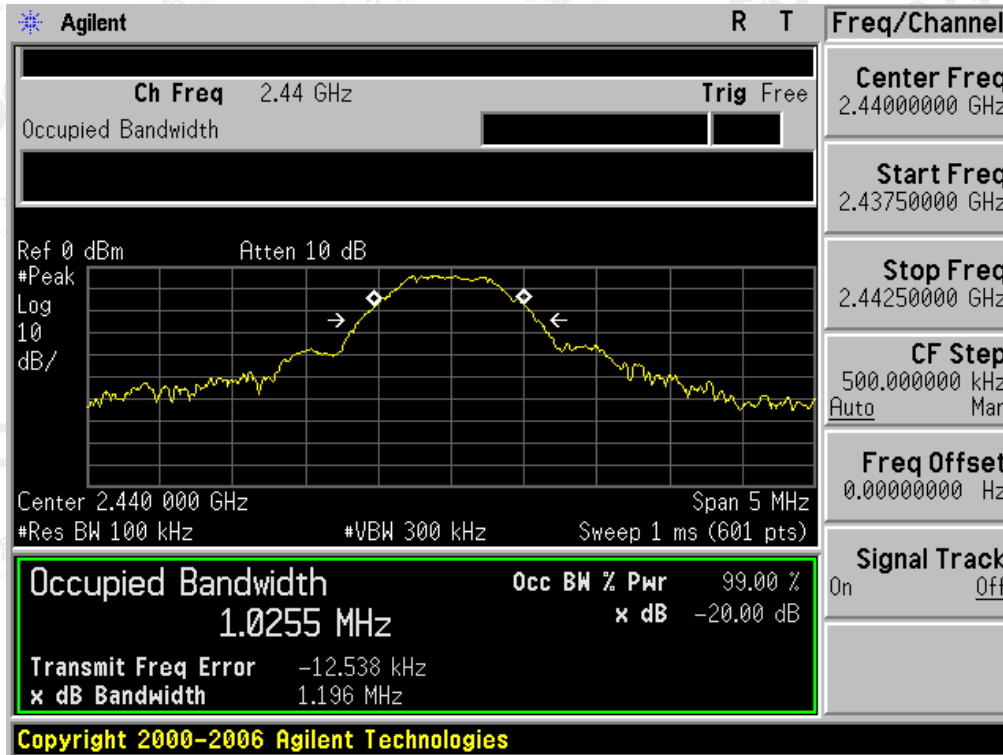 Agilent R T
Ch Freq 2.44 GHz Trig Free
Occupied Bandwidth
Ref 0 dBm Atten 10 dB
#Peak
Log
10
dB/
Center 2.440 000 GHz Span 5 MHz
#Res BW 100 kHz #VBW 300 kHz Sweep 1 ms (601 pts)
Occupied Bandwidth Occ BW % Pwr 99.00 %
1.0255 MHz x dB -20.00 dB
Transmit Freq Error -12.538 kHz
x dB Bandwidth 1.196 MHz
Copyright 2000-2006 Agilent Technologies
Freq/Channel
Center Freq
2.44000000 GHz
Start Freq
2.43750000 GHz
Stop Freq
2.44250000 GHz
CF Step
500.000000 kHz
Auto Man
Freq Offset
0.00000000 Hz
Signal Track
On Off